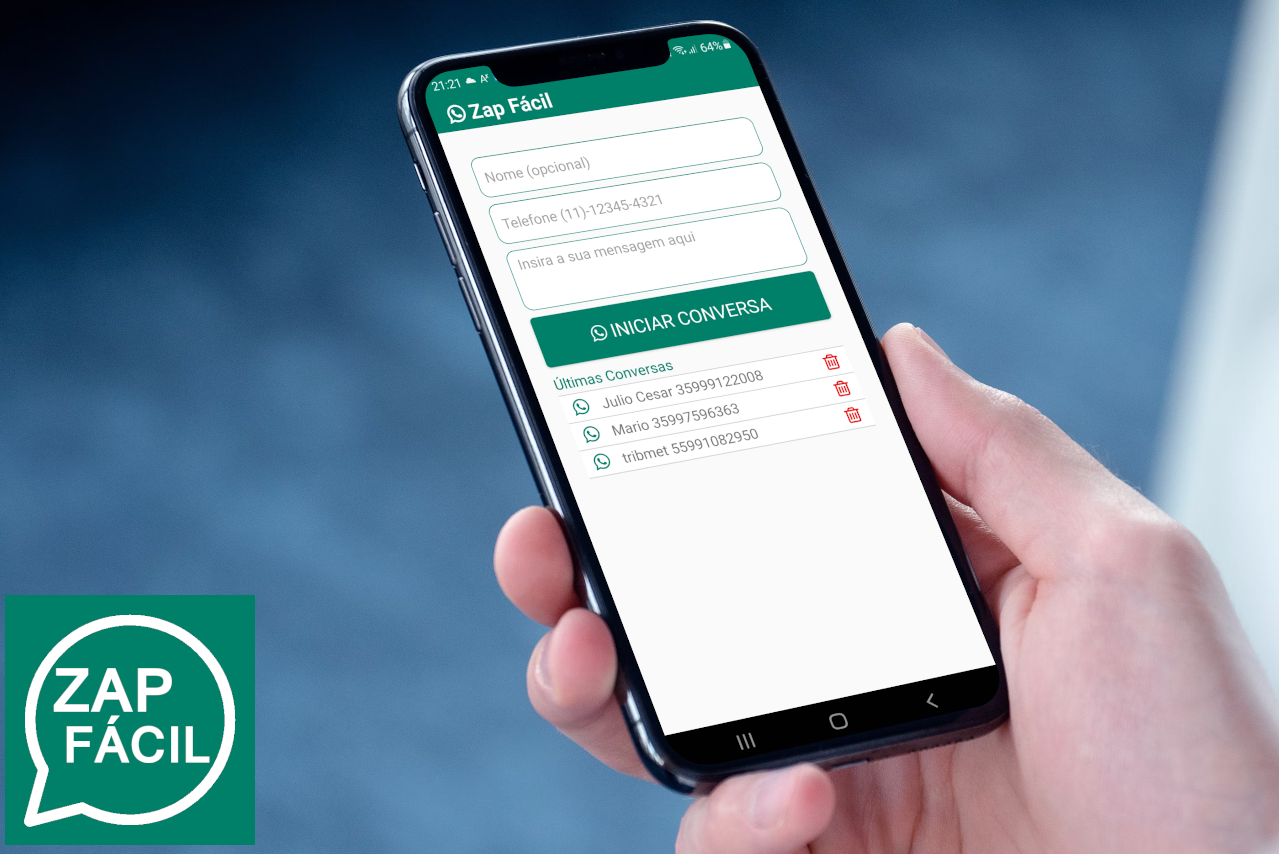 21:21
64%
Zap Fácil
Nome (opcional)
Telefone (11)-12345-4321
Insira a sua mensagem aqui
INICIAR CONVERSA
Últimas Conversas
Julio Cesar 35999122008
Mario 35997596363
tribmet 55991082950
ZAP
FÁCIL